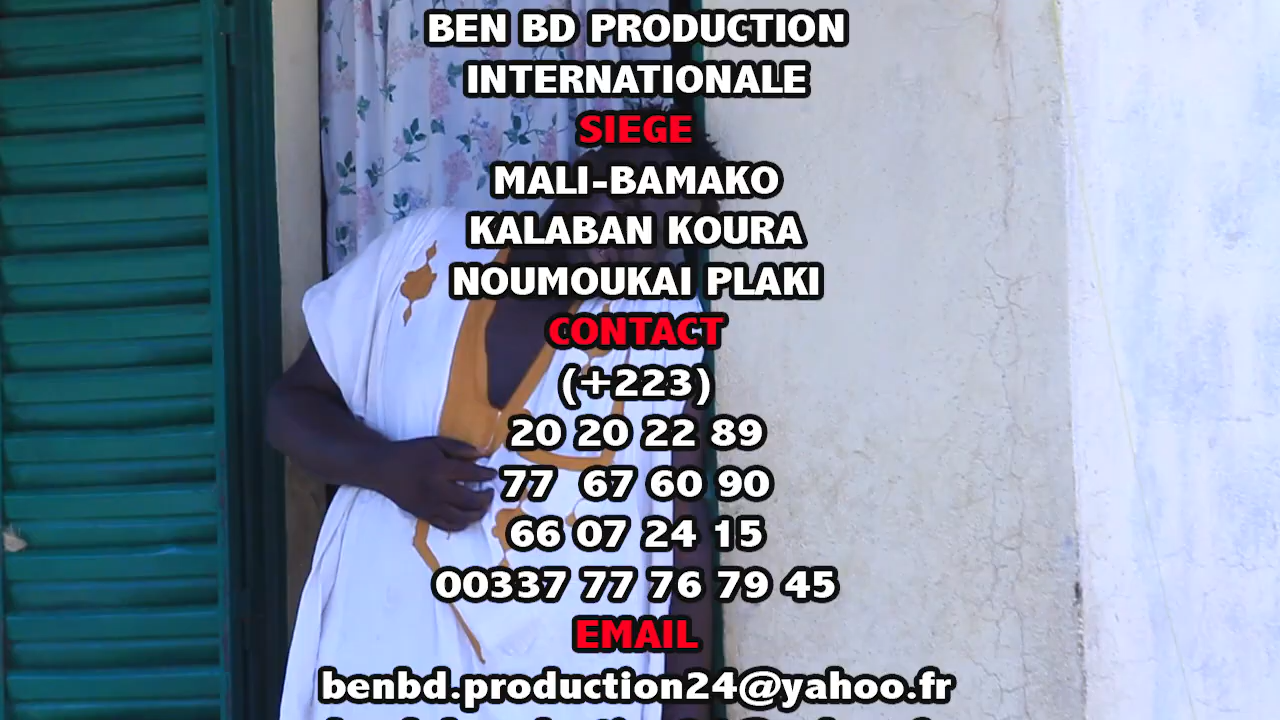 BEN BD PRODUCTION
INTERNATIONALE
SIEGE
MALI-BAMAKO
KALABAN KOURA
NOUMOUKAI PLAKI
CONTACT
(+223)
20 20 22 89
77 67 60 90
66 07 24 15
00337 77 76 79 45
EMAIL
benbd.production24@yahoo.fr